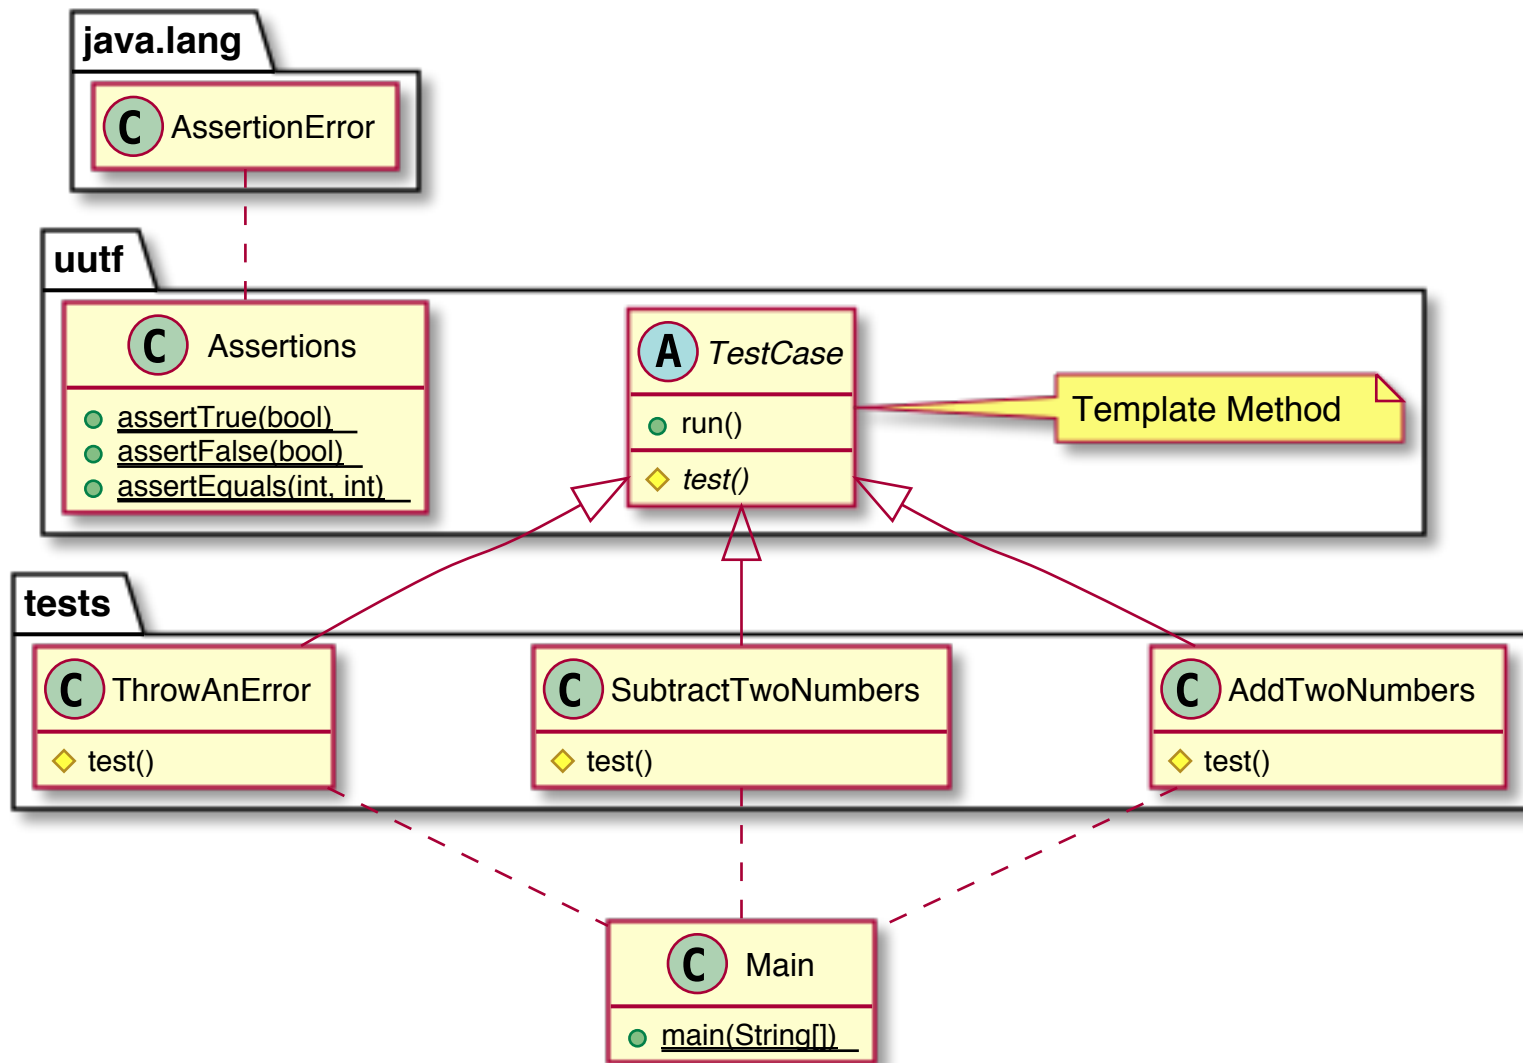 java.lang
C AssertionError
uutf
C Assertions
assertTrue(bool)
assertFalse(bool)
assertEquals(int, int)
A TestCase
run()
test()
Template Method
tests
C ThrowAnError
test()
C SubtractTwoNumbers
test()
C AddTwoNumbers
test()
C Main
main(String[])